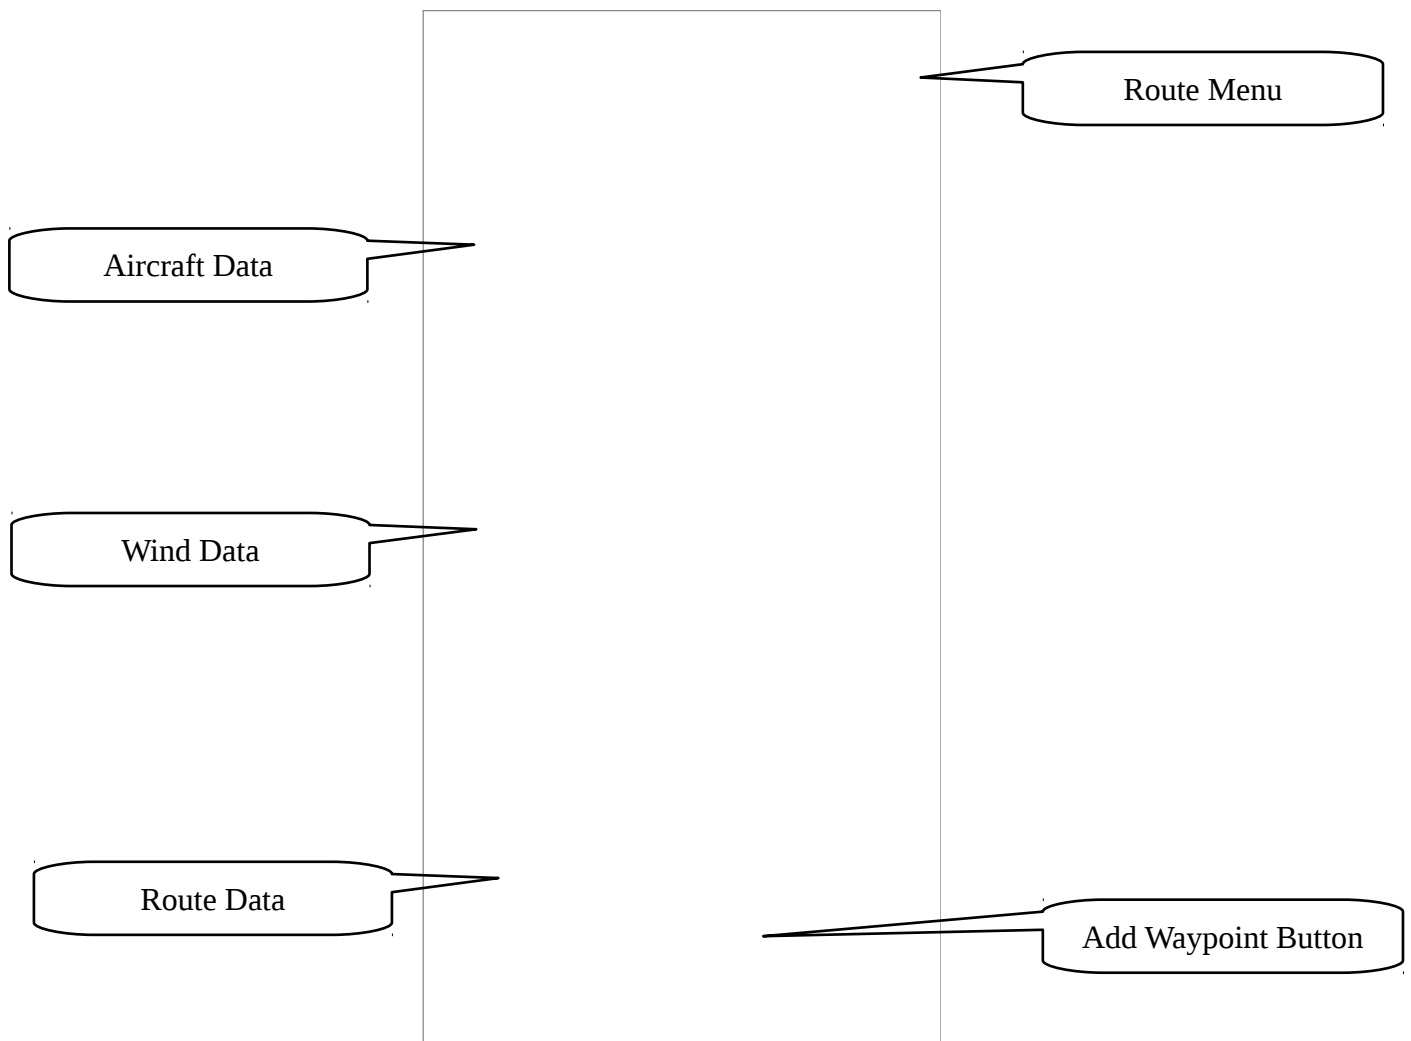 Route Menu
Aircraft Data
Wind Data
Route Data
Add Waypoint Button